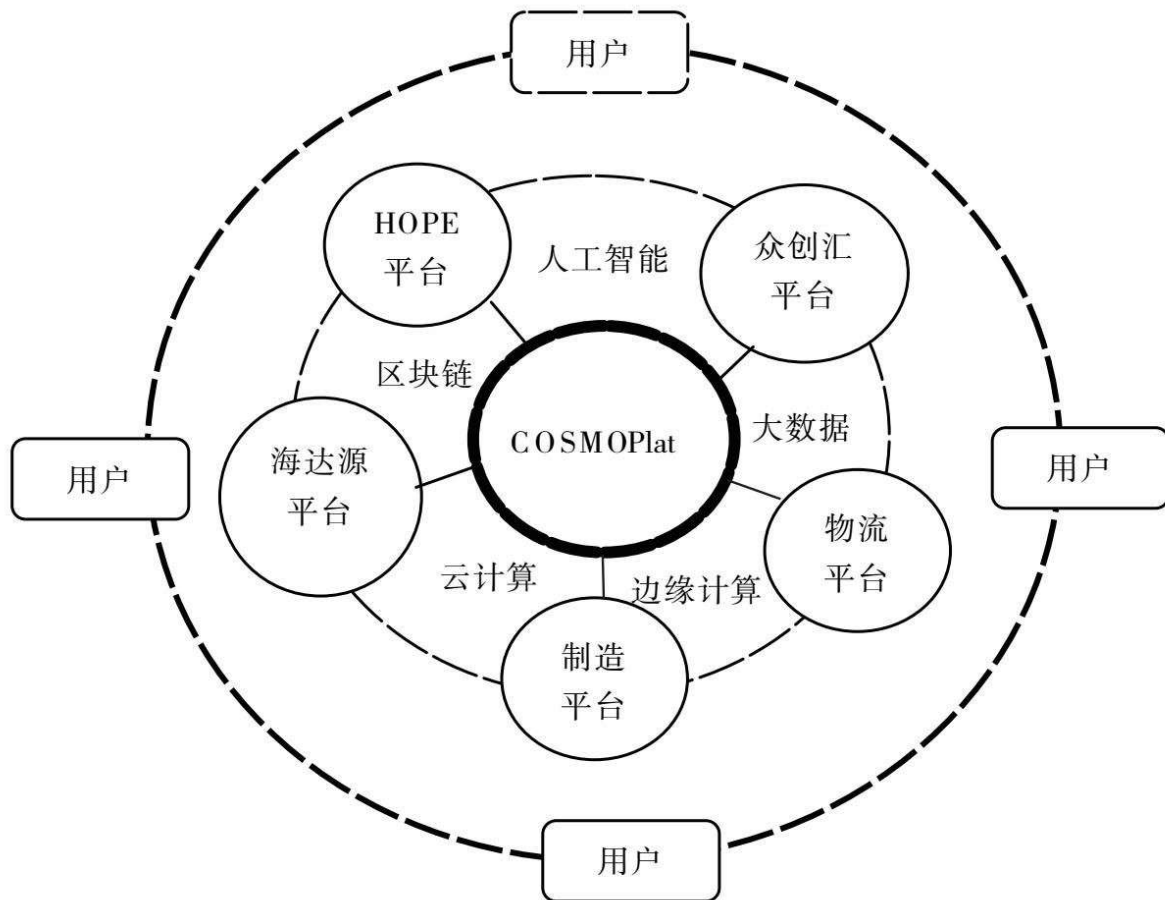 用户
HOPE
平台
人工智能
众创汇
平台
区块链
COSMOPlat
大数据
用户
海达源
平台
用户
物流
平台
云计算
边缘计算
制造
平台
用户